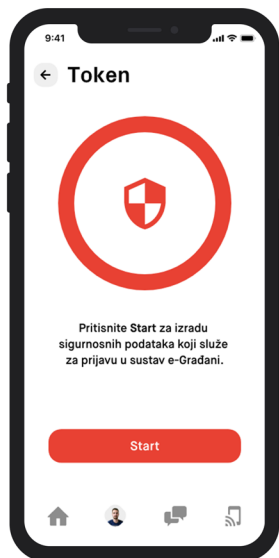 9:41
Token
Pritisnite Start za izradu
sigurnosnih podataka koji služe
za prijavu u sustav e-Građani.
Start